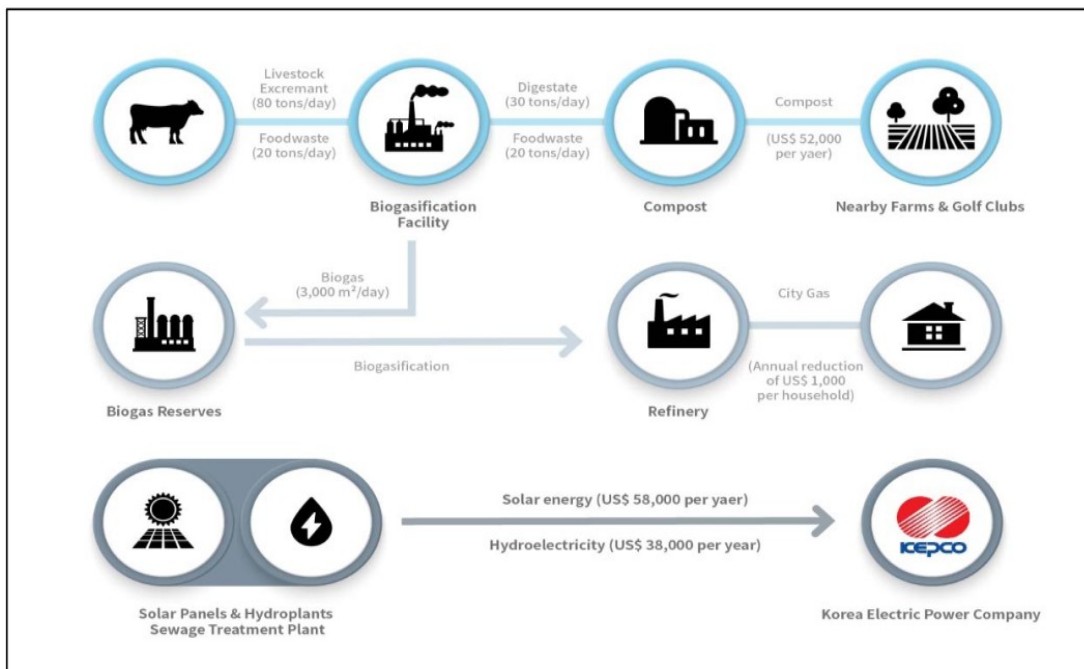 Livestock
Excremant
(80 tons/day)
Foodwaste
(20 tons/day)
Digestate
(30 tons/day)
Foodwaste
(20 tons/day)
Compost
(US$ 52,000
per yaer)
Biogasification
Facility
Compost
Nearby Farms & Golf Clubs
Biogas
(3,000 m²/day)
Biogasification
City Gas
(Annual reduction
of US$ 1,000
per household)
Biogas Reserves
Refinery
Solar energy (US$ 58,000 per yaer)
Hydroelectricity (US$ 38,000 per year)
KEPCO
Solar Panels & Hydroplants
Sewage Treatment Plant
Korea Electric Power Company